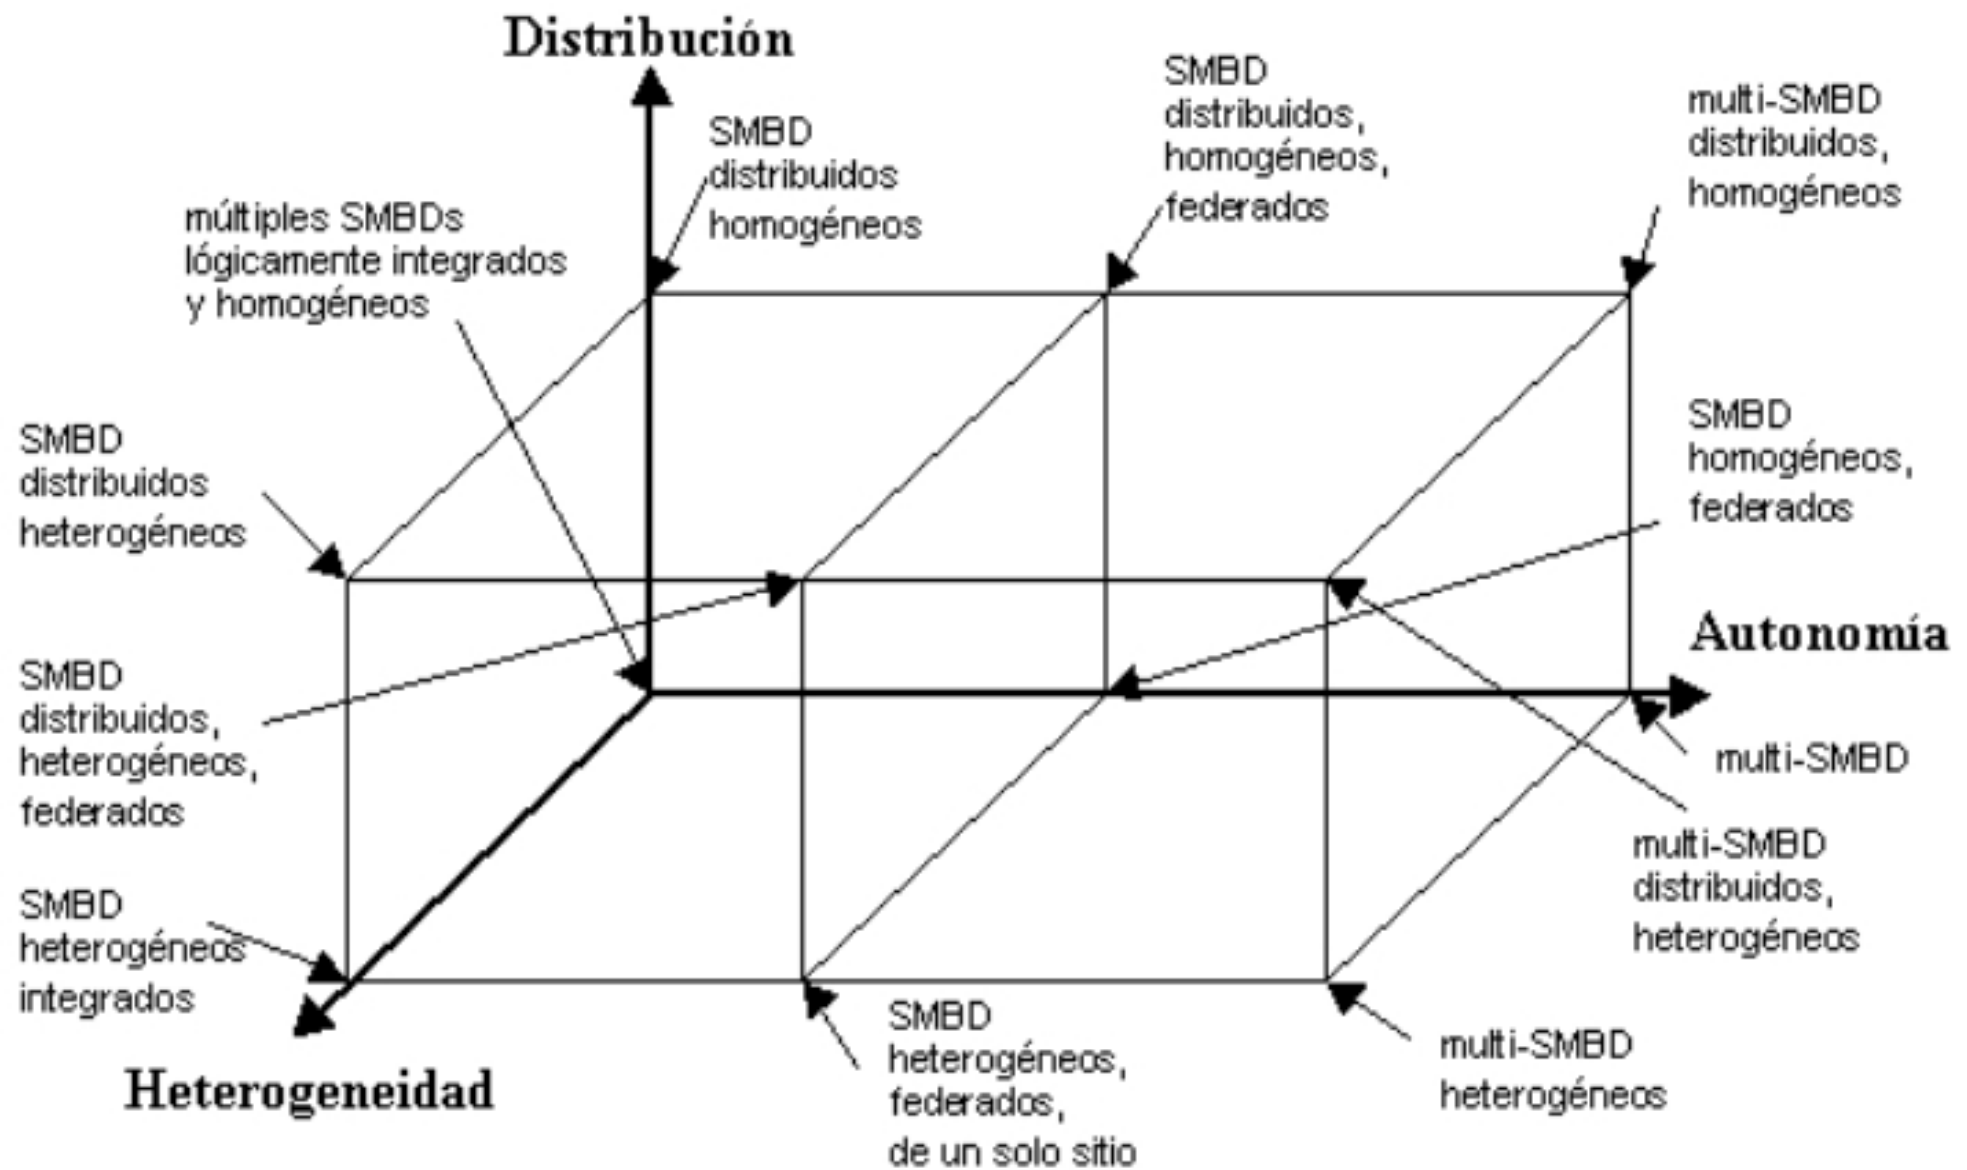 Distribución
SMBD
distribuidos
homogéneos
SMBD
distribuidos,
homogéneos,
federados
multi-SMBD
distribuidos,
homogéneos
múltiples SMBDs
lógicamente integrados
y homogéneos
SMBD
distribuidos
heterogéneos
SMBD
homogéneos,
federados
Autonomía
SMBD
distribuidos,
heterogéneos,
federados
multi-SMBD
multi-SMBD
distribuidos,
heterogéneos
SMBD
heterogéneos
integrados
SMBD
heterogéneos,
federados,
de un solo sitio
multi-SMBD
heterogéneos
Heterogeneidad